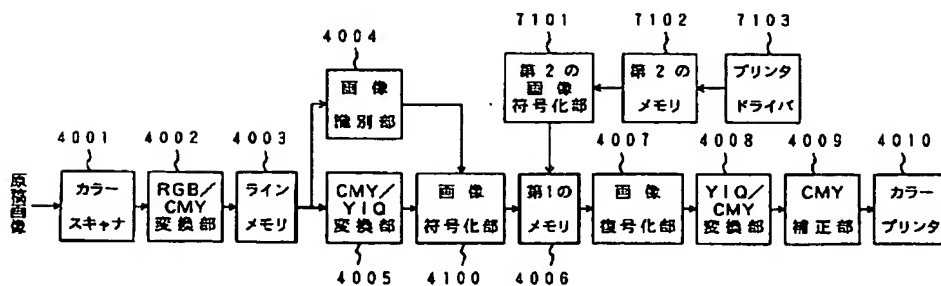 7101
7102
7103
4004
第2の
画像
符号化部
第2の
メモリ
プリンタ
ドライバ
画像
識別部
4001
4002
4003
4007
4008
4009
4010
原稿画像
カラー
スキャナ
RGB/
CMY
変換部
ライン
メモリ
CMY/
YIQ
変換部
画像
符号化部
第1の
メモリ
画像
復号化部
YIQ/
CMY
変換部
CMY
補正部
カラー
プリンタ
4005
4100
4006